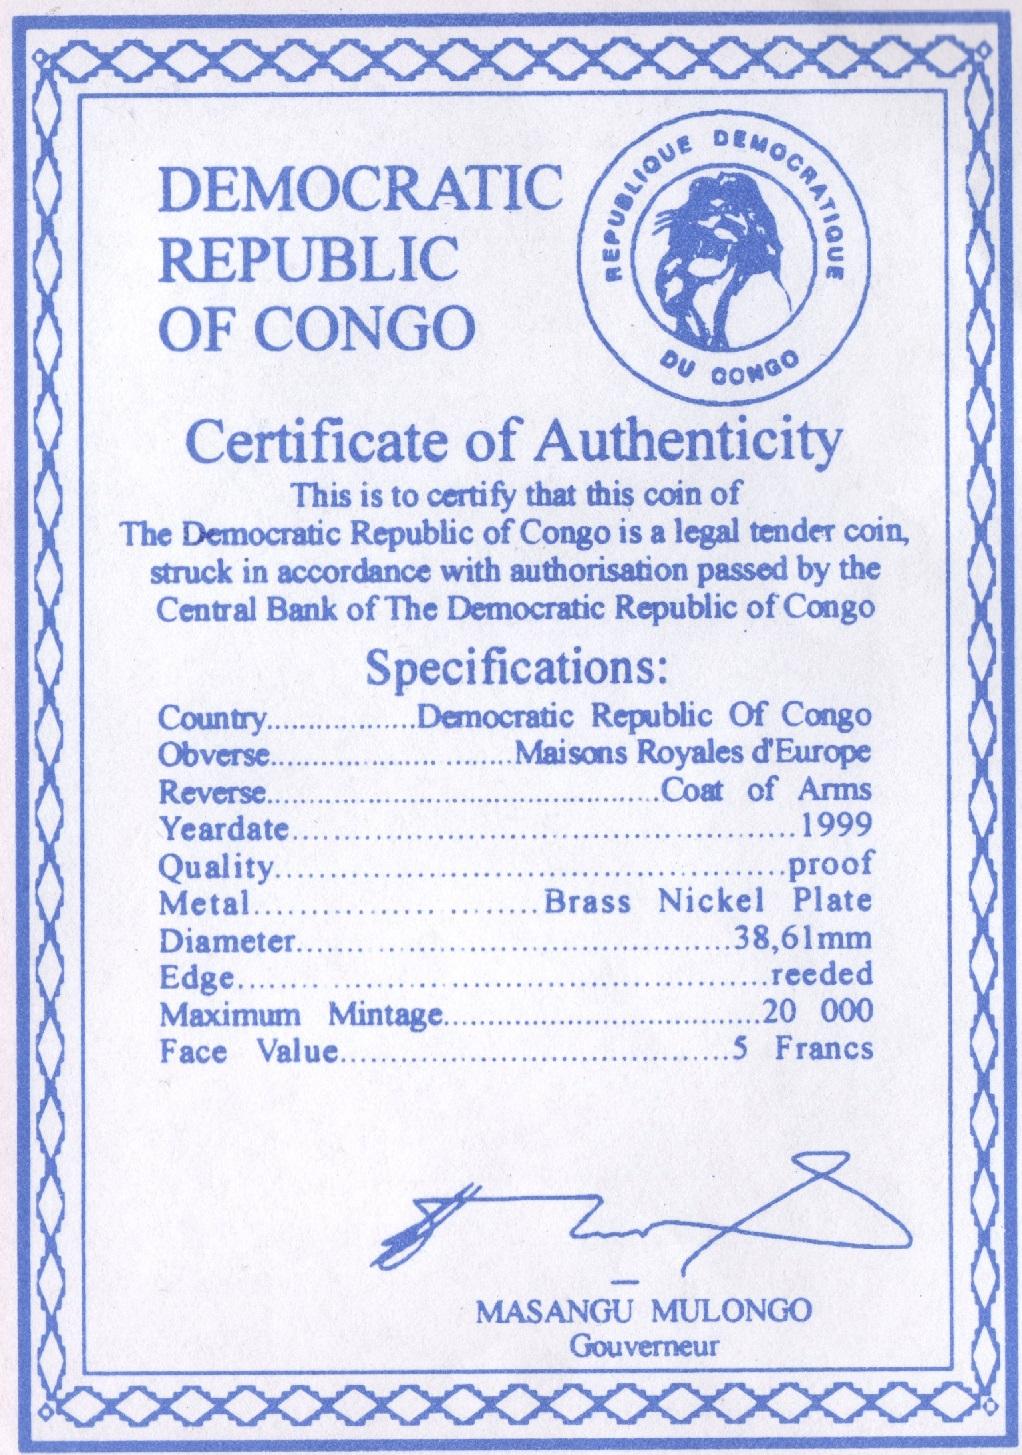 DEMOCRATIC
REPUBLIC
OF CONGO
REPUBLIQUE DEMOCRATIQUE
DU CONGO
Certificate of Authenticity
This is to certify that this coin of
The Democratic Republic of Congo is a legal tender coin,
struck in accordance with authorisation passed by the
Central Bank of The Democratic Republic of Congo
Specifications:
Country................Democratic Republic Of Congo
Obverse..........................Maisons Royales d'Europe
Reverse..........................................Coat of Arms
Yeardate................................................1999
Quality................................................proof
Metal..........................Brass Nickel Plate
Diameter..........................................38,61mm
Edge..................................................reeded
Maximum Mintage................................20 000
Face Value......................................5 Francs
MASANGU MULONGO
Gouverneur